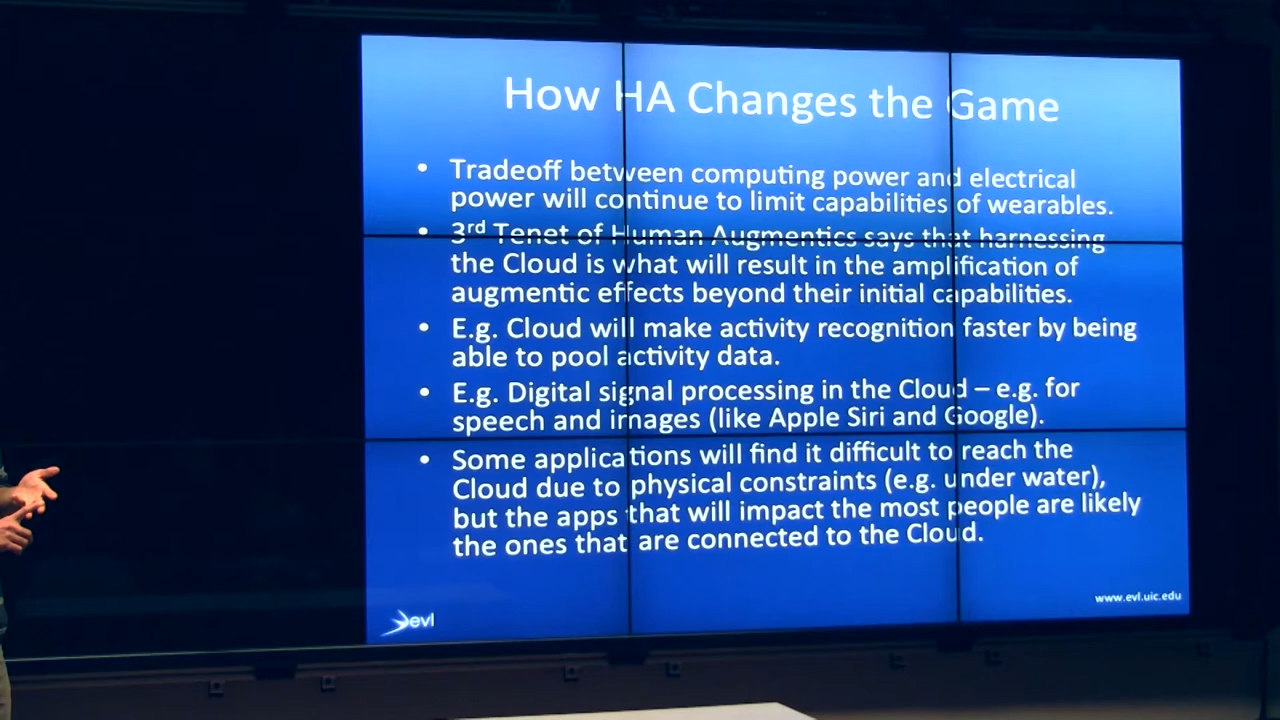 How HA Changes the Game
• Tradeoff between computing power and electrical
power will continue to limit capabilities of wearables.
• 3rd Tenet of Human Augmentics says that harnessing
the Cloud is what will result in the amplification of
augmentic effects beyond their initial capabilities.
• E.g. Cloud will make activity recognition faster by being
able to pool activity data.
• E.g. Digital signal processing in the Cloud – e.g. for
speech and images (like Apple Siri and Google).
• Some applications will find it difficult to reach the
Cloud due to physical constraints (e.g. under water),
but the apps that will impact the most people are likely
the ones that are connected to the Cloud.
www.evl.uic.edu
evl